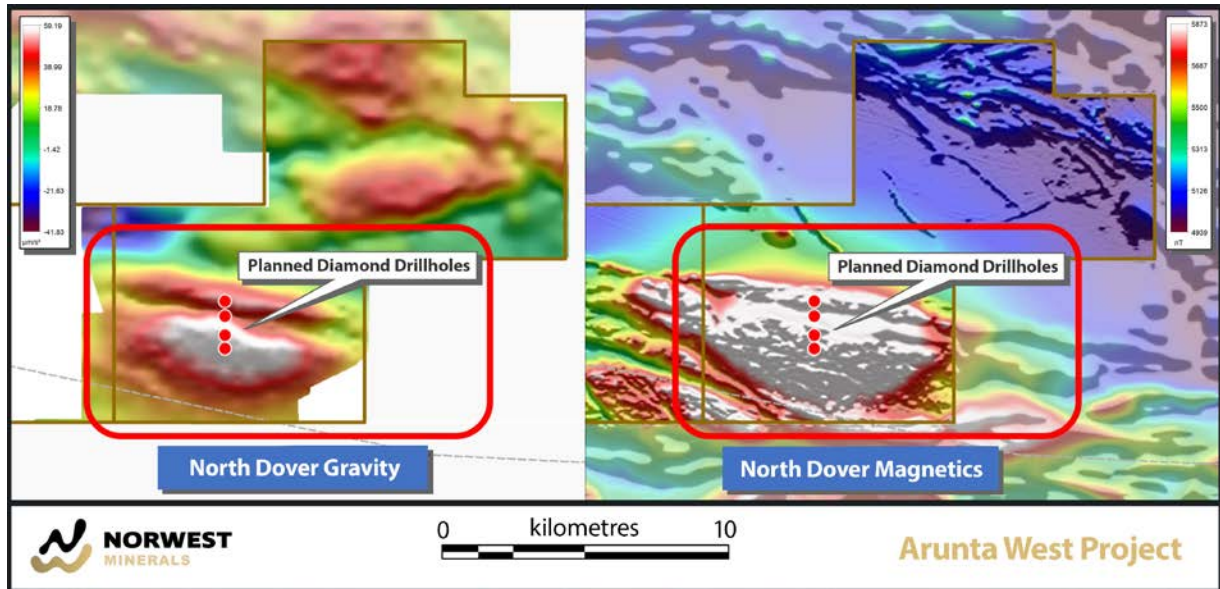 59.19
38.99
18.78
-1.42
-21.63
-41.83
µm/s²
Planned Diamond Drillholes
North Dover Gravity
5873
5687
5500
5313
5126
4939
nT
Planned Diamond Drillholes
North Dover Magnetics
NORWEST
MINERALS
0 kilometres 10
Arunta West Project